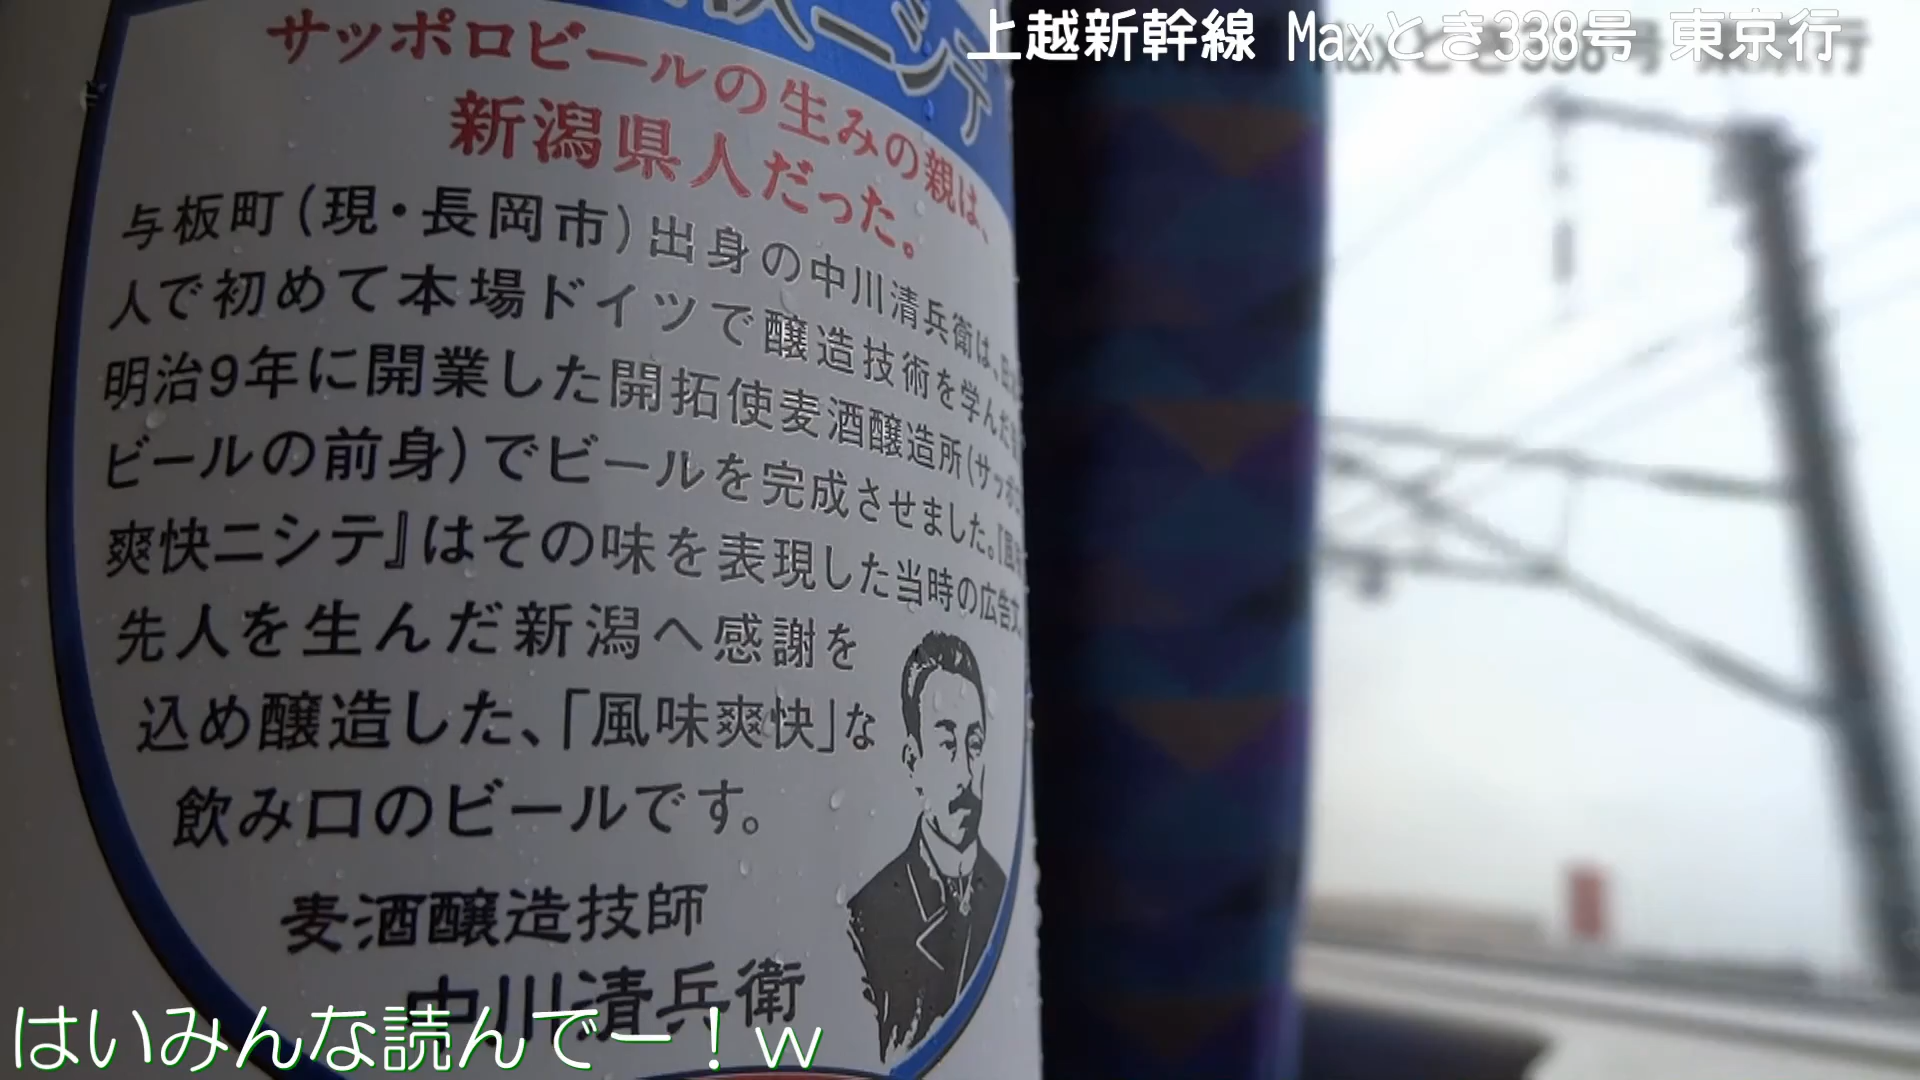 上越新幹線 Maxとき338号 東京行
快ニシテ
サッポロビールの生みの親は、
新潟県人だった。
与板町(現・長岡市)出身の中川清兵衛は、日
人で初めて本場ドイツで醸造技術を学んだ
明治9年に開業した開拓使麦酒醸造所(サッポロ
ビールの前身)でビールを完成させました。『風味
爽快ニシテ』はその味を表現した当時の広告文。
先人を生んだ新潟へ感謝を
込め醸造した、「風味爽快」な
飲み口のビールです。
麦酒醸造技師
中川清兵衛
はいみんな読んでー!w